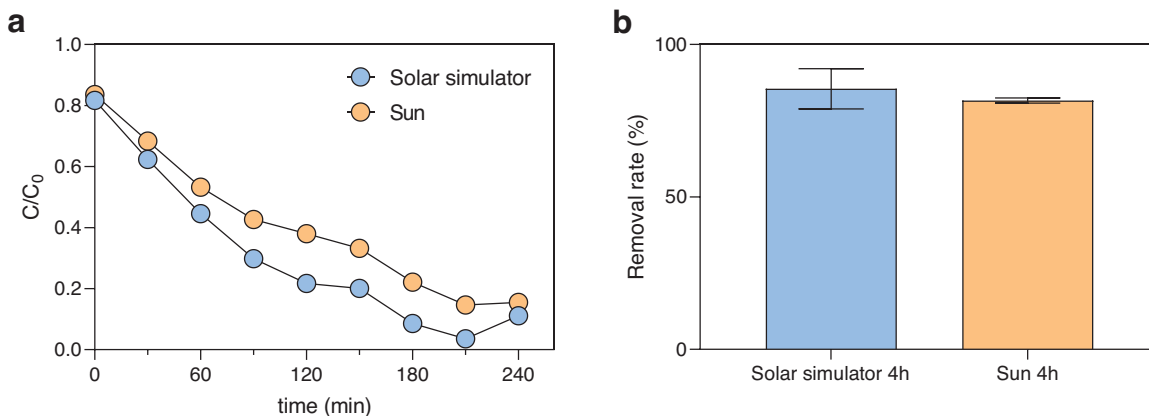 a
1.0
0.8
0.6
0.4
0.2
0.0
C/C0
0 60 120 180 240
time (min)
Solar simulator
Sun
b
100
50
0
Removal rate (%)
Solar simulator 4h Sun 4h